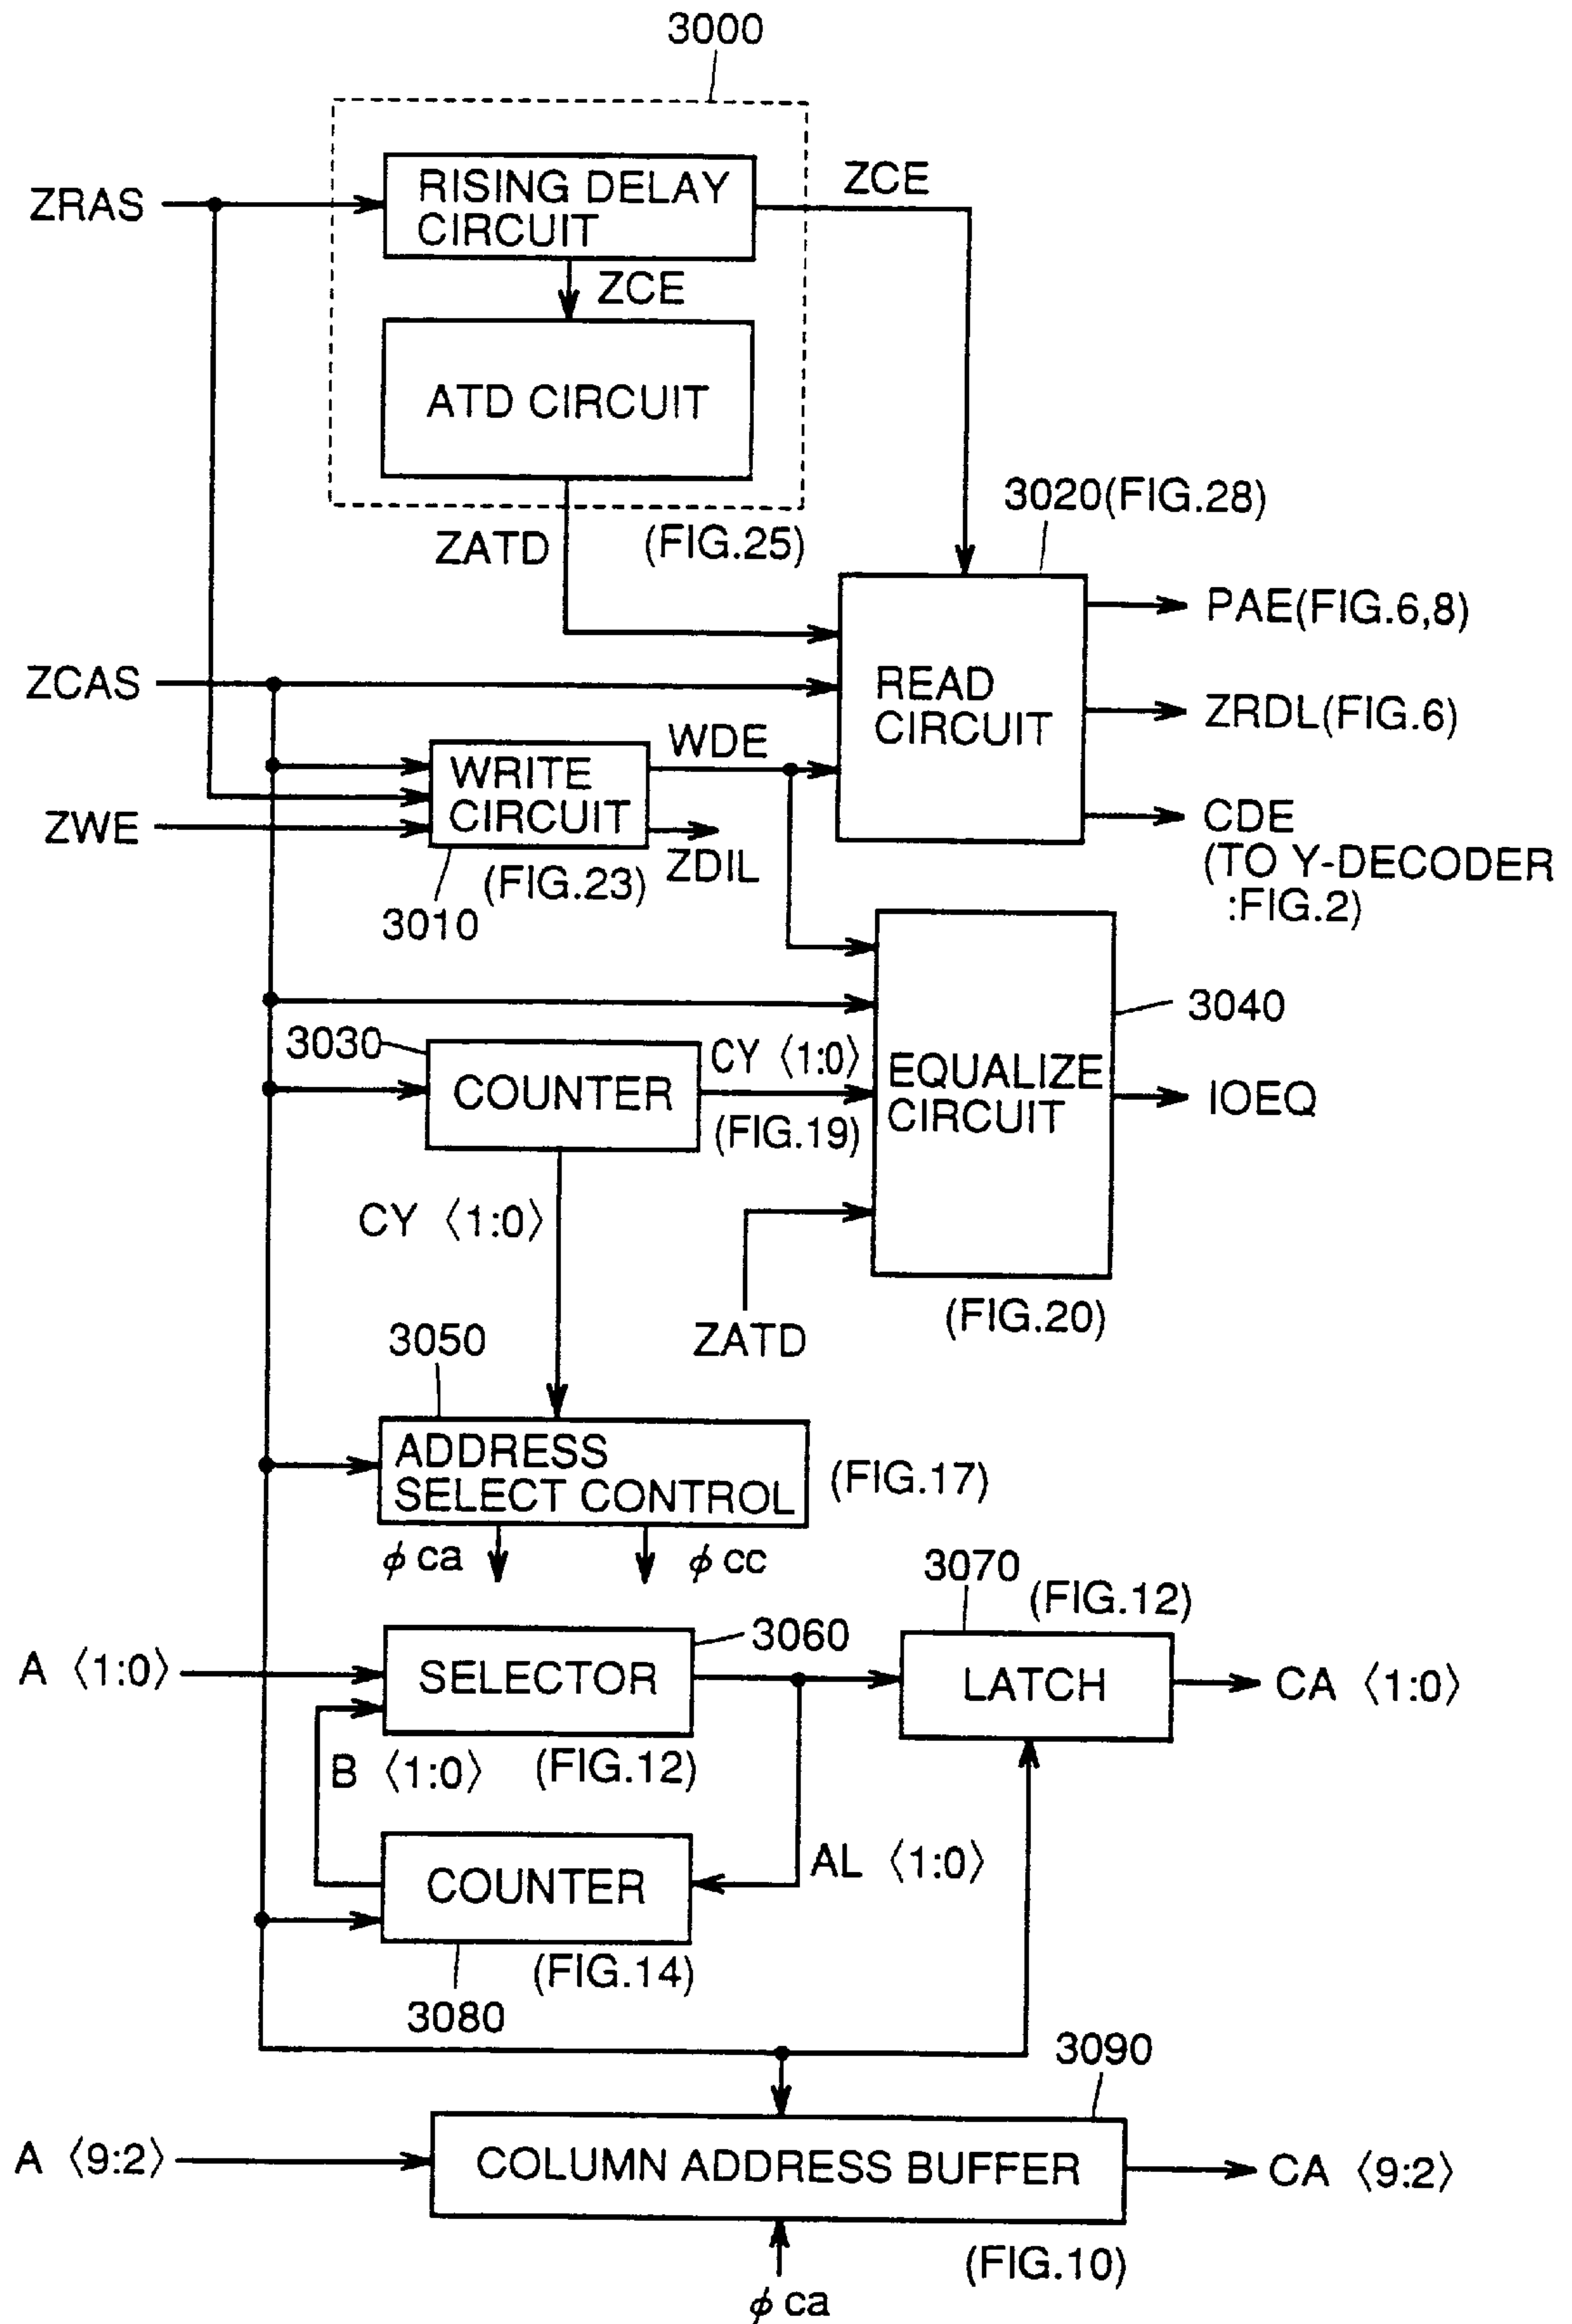 3000
ZRAS
RISING DELAY
CIRCUIT
ZCE
ZCE
ATD CIRCUIT
ZATD
(FIG.25)
3020(FIG.28)
PAE(FIG.6,8)
ZCAS
READ
CIRCUIT
ZRDL(FIG.6)
WDE
WRITE
CIRCUIT
ZWE
ZDIL
(FIG.23)
3010
CDE
(TO Y-DECODER
:FIG.2)
3040
3030
COUNTER
CY 〈1:0〉
(FIG.19)
EQUALIZE
CIRCUIT
IOEQ
CY 〈1:0〉
ZATD
(FIG.20)
3050
ADDRESS
SELECT CONTROL
(FIG.17)
ϕ ca
ϕ cc
3070
(FIG.12)
3060
A 〈1:0〉
SELECTOR
LATCH
CA 〈1:0〉
B 〈1:0〉
(FIG.12)
AL 〈1:0〉
COUNTER
(FIG.14)
3080
3090
A 〈9:2〉
COLUMN ADDRESS BUFFER
CA 〈9:2〉
(FIG.10)
ϕ ca